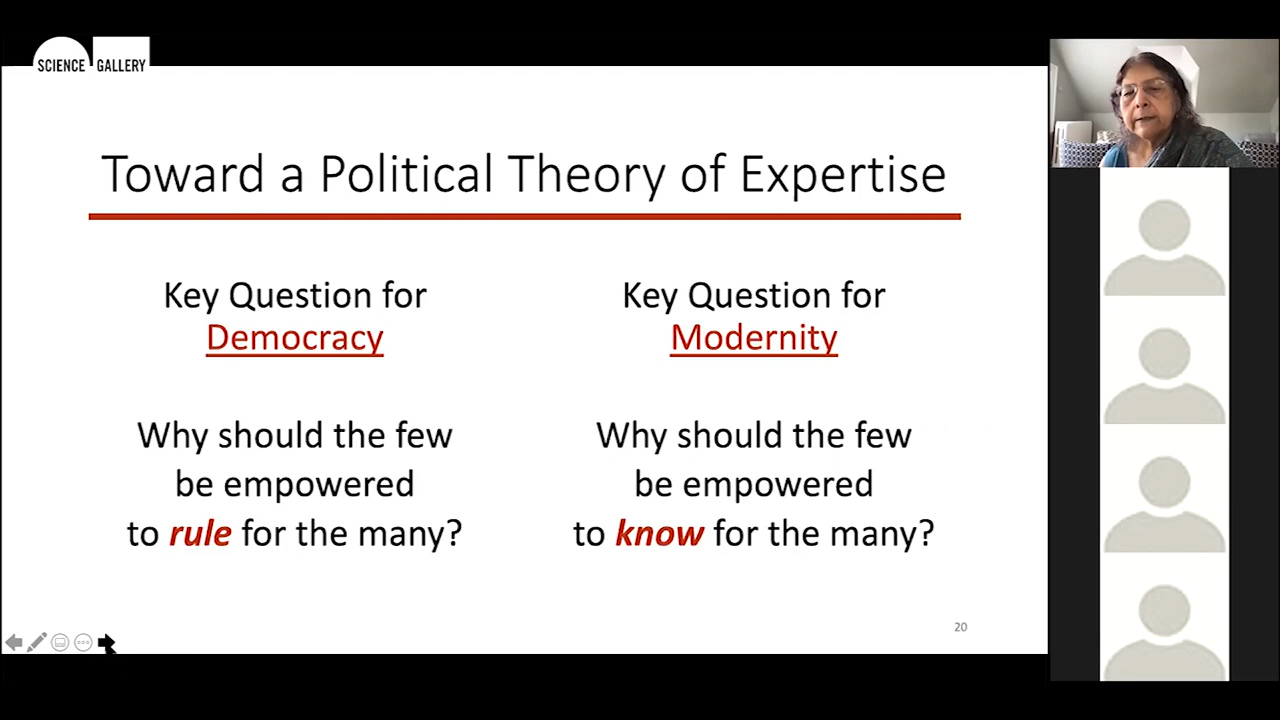 SCIENCE GALLERY
Toward a Political Theory of Expertise
Key Question for
Democracy
Why should the few
be empowered
to rule for the many?
Key Question for
Modernity
Why should the few
be empowered
to know for the many?
20